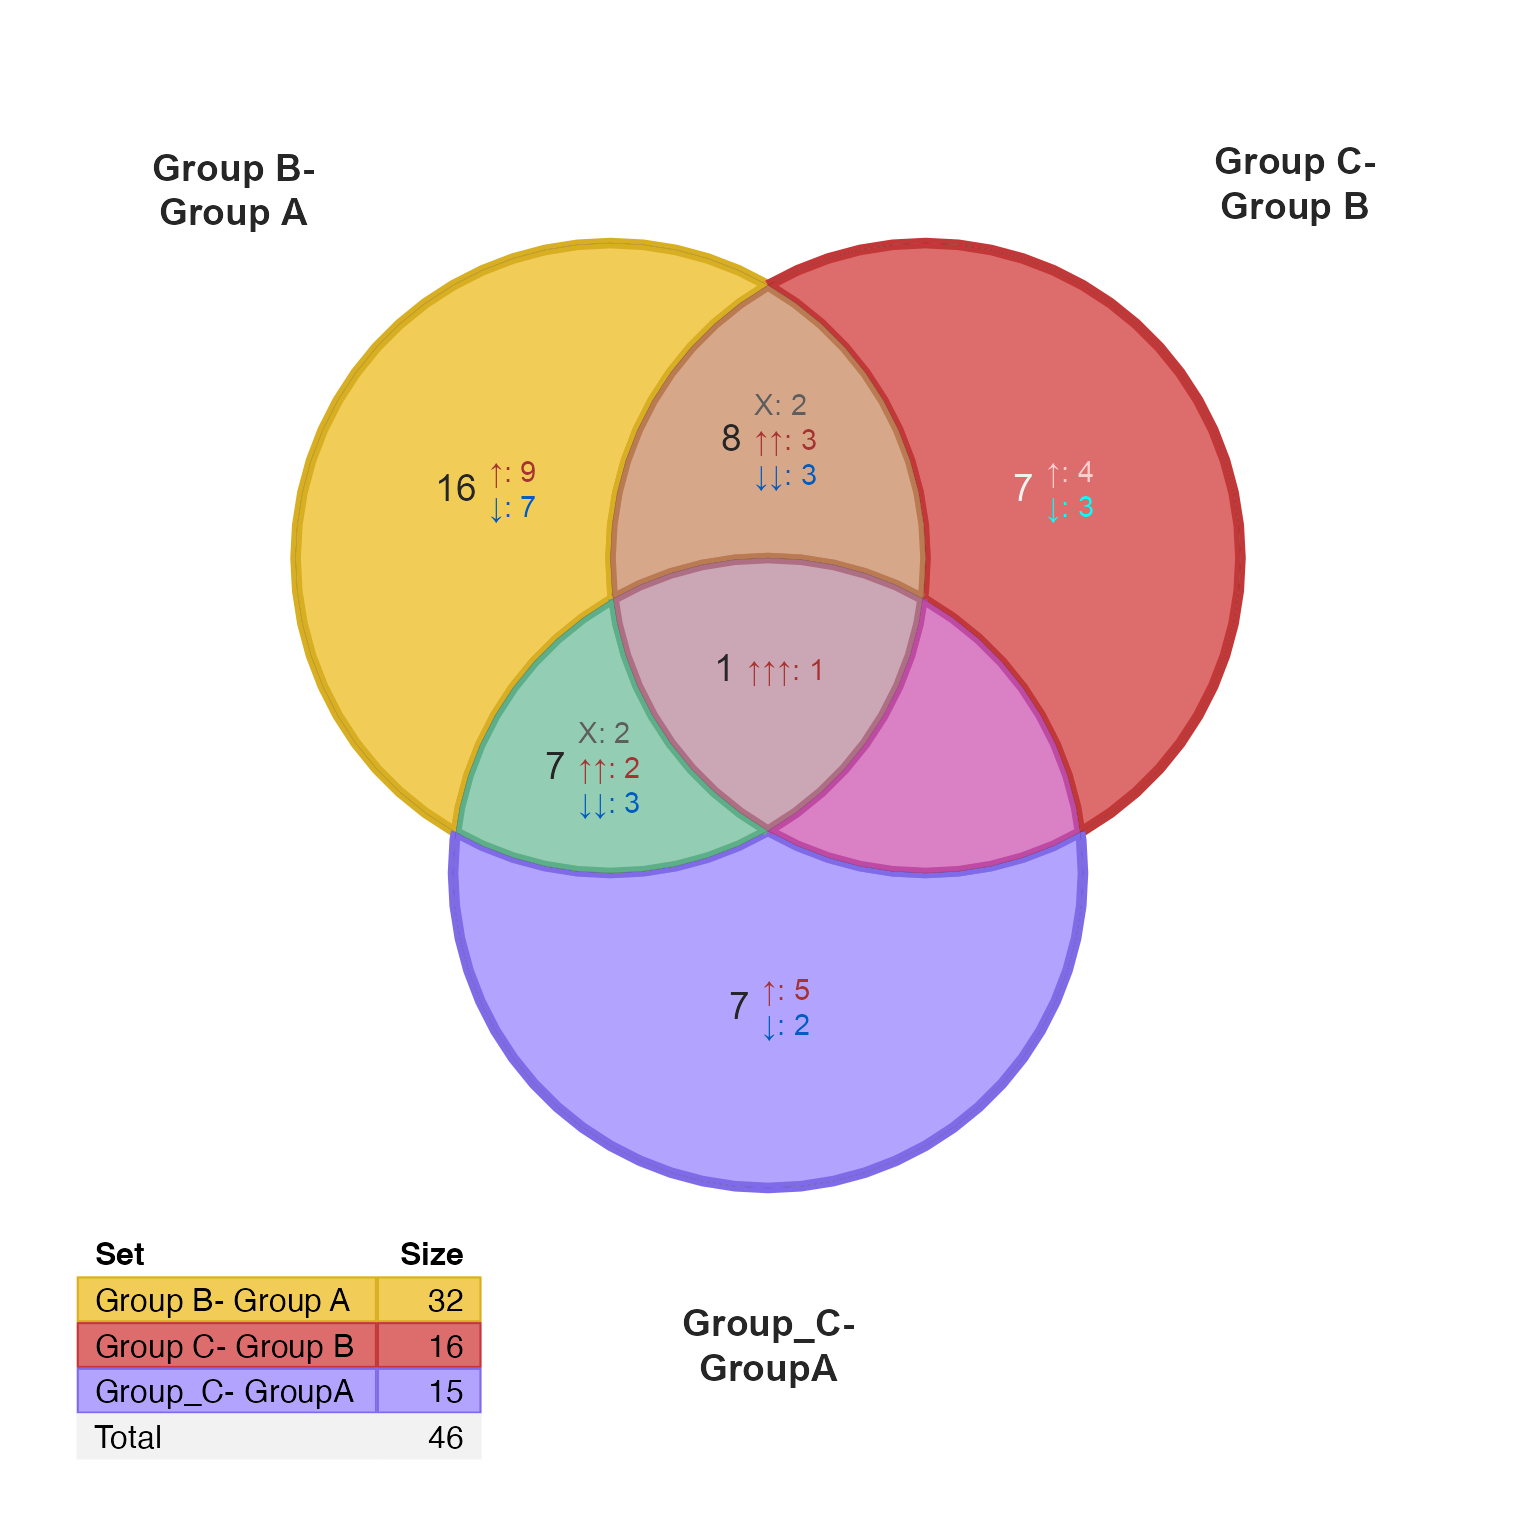 Group B-
Group A
Group C-
Group B
X: 2
8 ↑↑: 3
↓↓: 3
16 ↑: 9
↓: 7
7 ↑: 4
↓: 3
1 ↑↑↑: 1
X: 2
7 ↑↑: 2
↓↓: 3
7 ↑: 5
↓: 2
Set Size
Group B- Group A 32
Group C- Group B 16
Group_C- GroupA 15
Total 46
Group_C-
GroupA